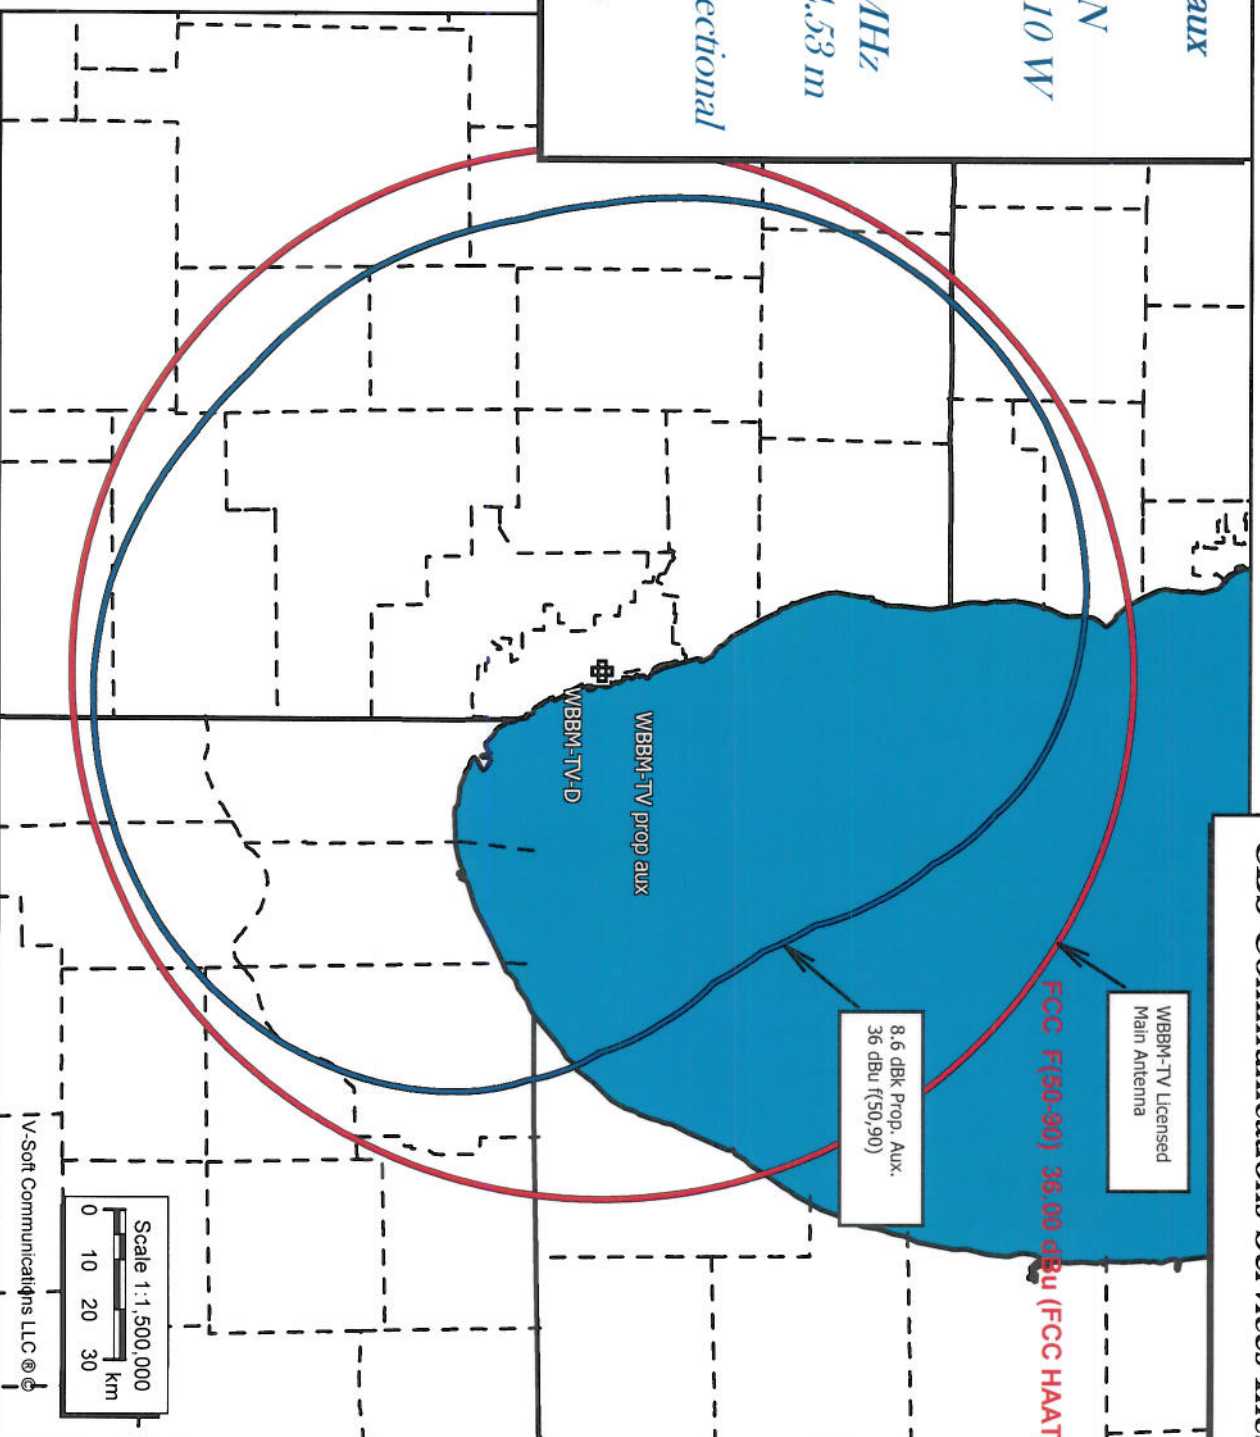 aux
N
10 W
MHz
.53 m
ectional
WBBM-TV Licensed
Main Antenna
FCC F(50-90) 36.00 dBu (FCC HAAT
8.6 dBk Prop. Aux.
36 dBu f(50,90)
WBBM-TV prop aux
WBBM-TV-D
Scale 1:1,500,000
0 10 20 30
km
V-Soft Communications LLC ® ©